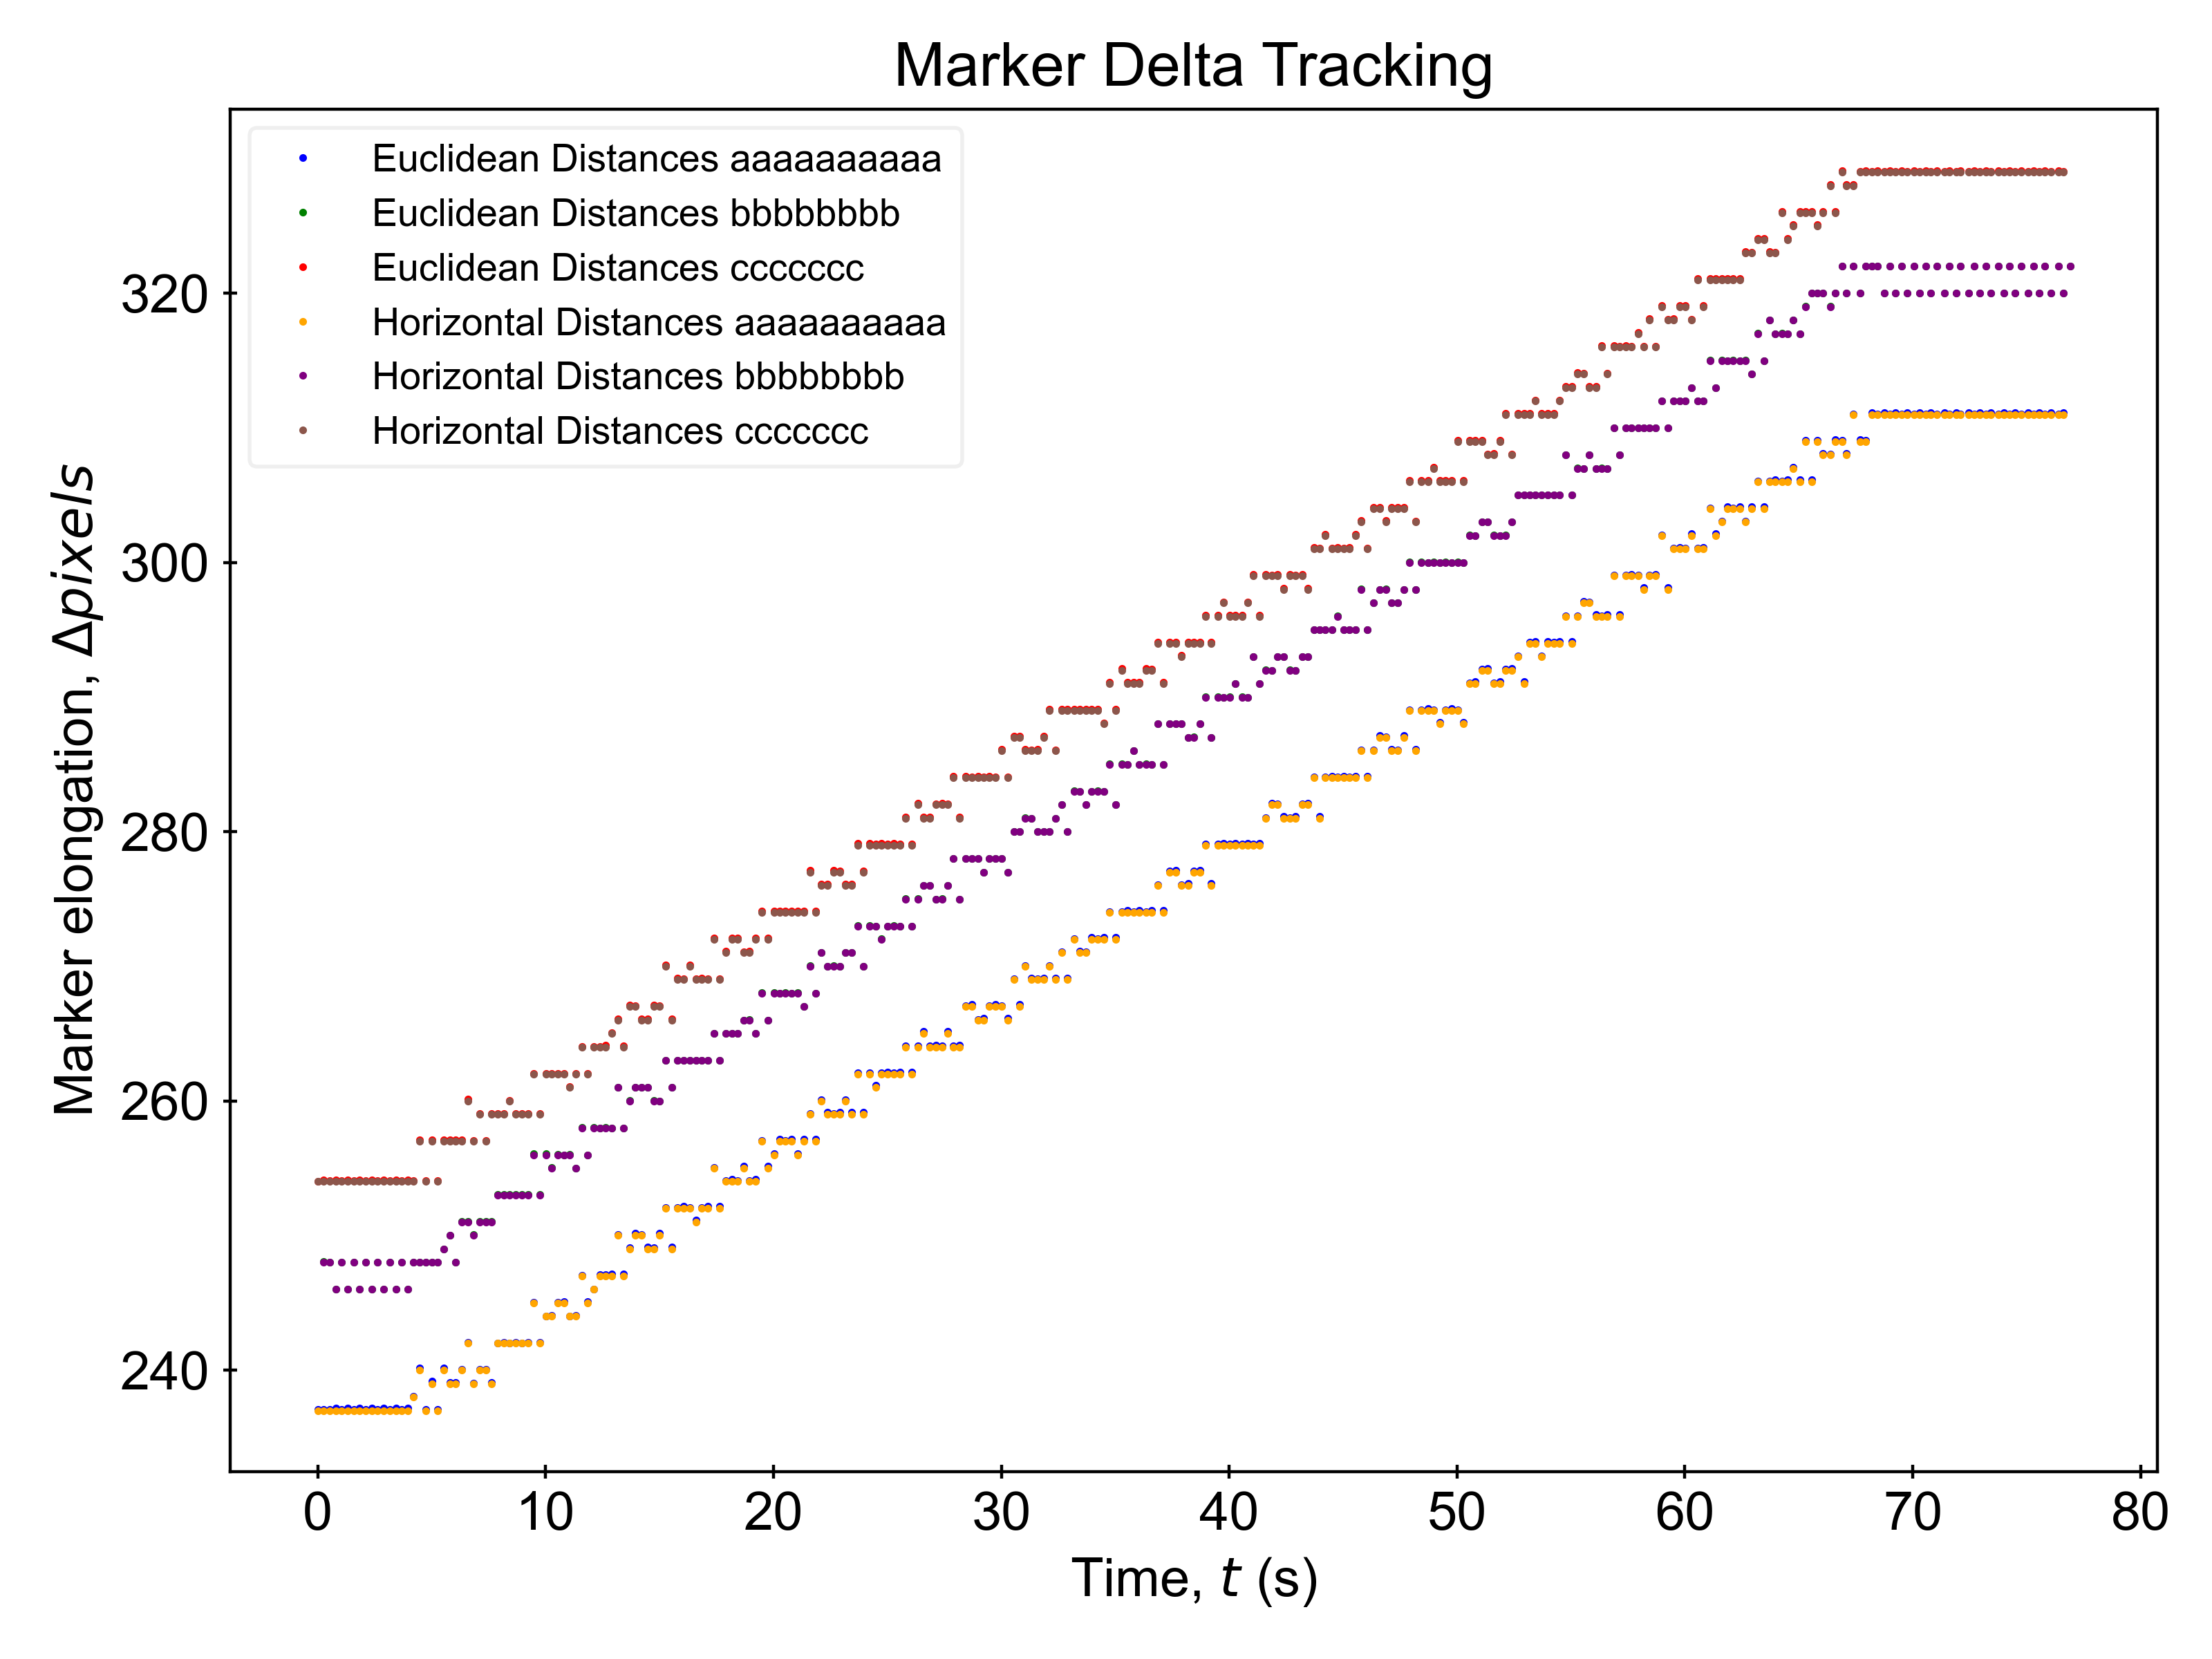 Marker Delta Tracking
Euclidean Distances aaaaaaaaaa
Euclidean Distances bbbbbbbb
Euclidean Distances ccccccc
Horizontal Distances aaaaaaaaaa
Horizontal Distances bbbbbbbb
Horizontal Distances ccccccc
Marker elongation, Δpixels
320
300
280
260
240
0 10 20 30 40 50 60 70 80
Time, t (s)